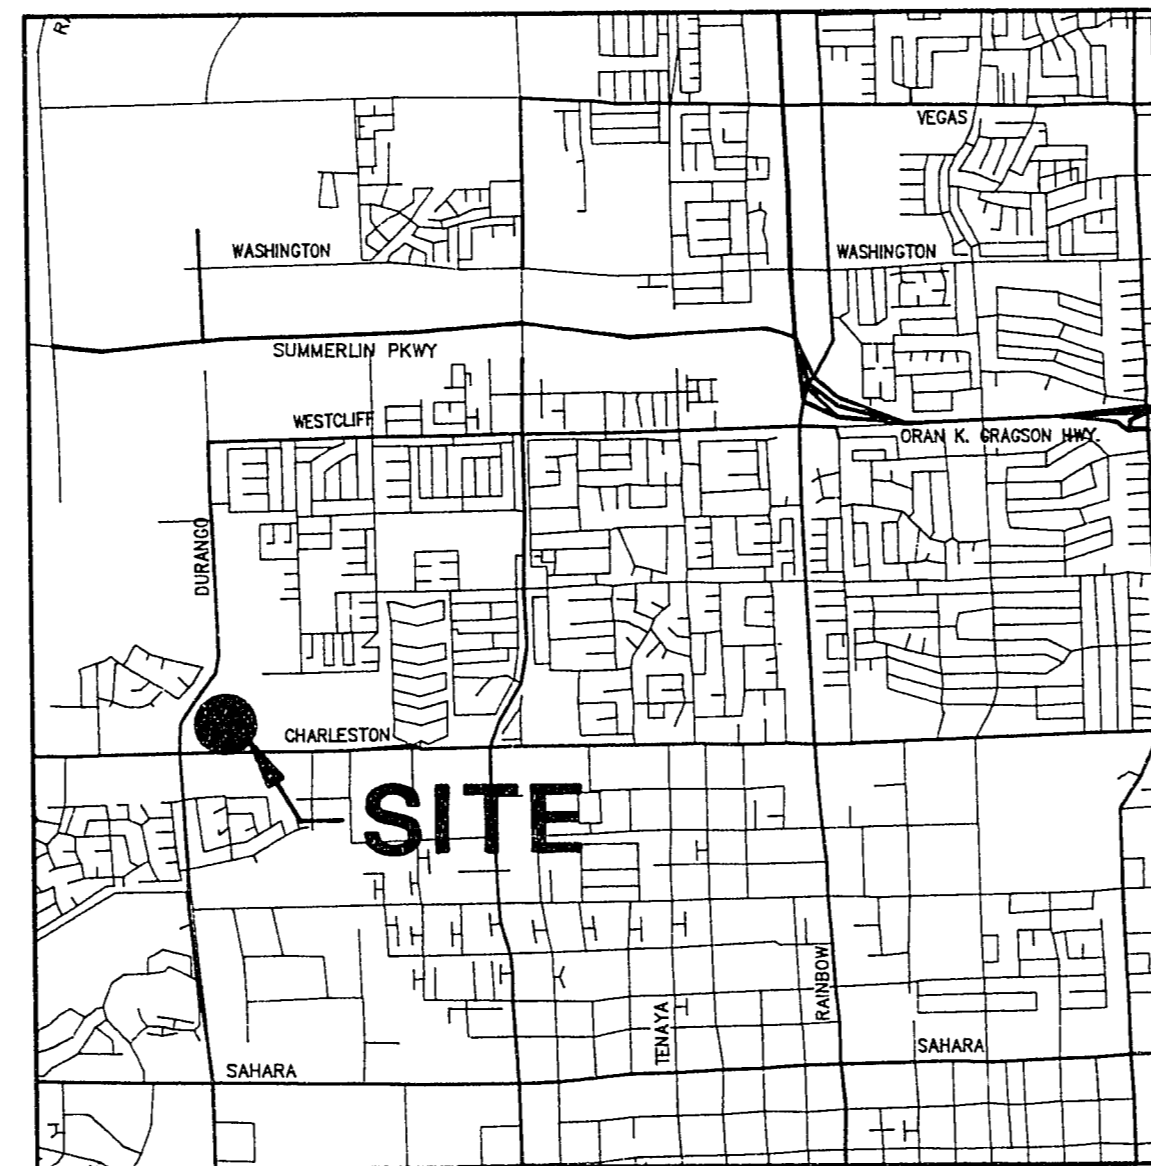 VEGAS
WASHINGTON
WASHINGTON
SUMMERLIN PKWY
WESTCLIFF
ORAN K. GRAGSON HWY.
DURANGO
CHARLESTON
SITE
RAINBOW
TENAYA
SAHARA
SAHARA